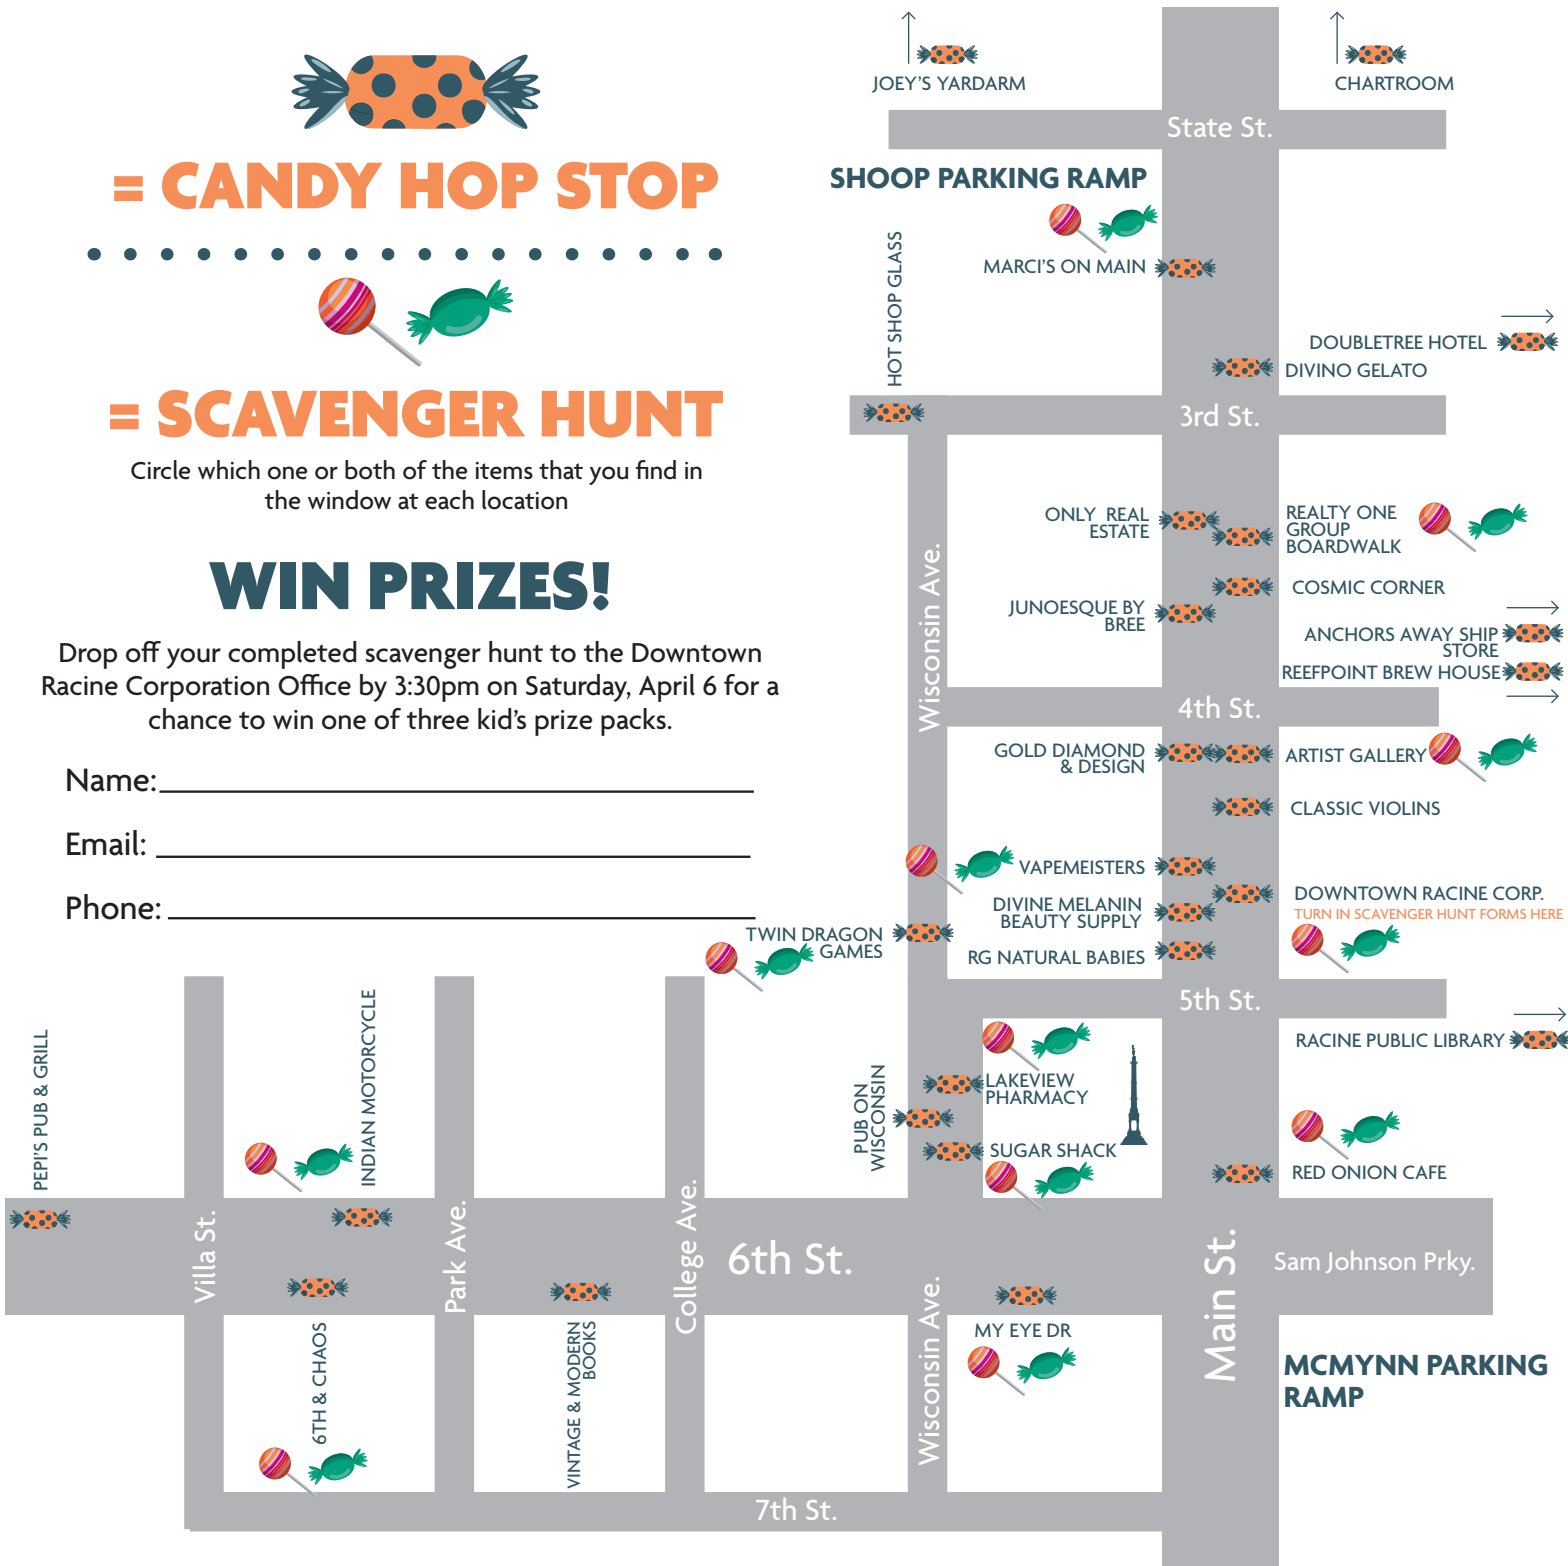 = CANDY HOP STOP
= SCAVENGER HUNT
Circle which one or both of the items that you find in
the window at each location
WIN PRIZES!
Drop off your completed scavenger hunt to the Downtown
Racine Corporation Office by 3:30pm on Saturday, April 6 for a
chance to win one of three kid's prize packs.
Name:
Email:
Phone:
JOEY'S YARDARM
CHARTROOM
State St.
SHOOP PARKING RAMP
MARCI'S ON MAIN
HOT SHOP GLASS
DOUBLETREE HOTEL
DIVINO GELATO
3rd St.
ONLY REAL
ESTATE
REALTY ONE
GROUP
BOARDWALK
COSMIC CORNER
JUNOESQUE BY
BREE
ANCHORS AWAY SHIP
STORE
REEFPOINT BREW HOUSE
Wisconsin Ave.
4th St.
GOLD DIAMOND
& DESIGN
ARTIST GALLERY
CLASSIC VIOLINS
VAPEMEISTERS
DIVINE MELANIN
BEAUTY SUPPLY
DOWNTOWN RACINE CORP.
TURN IN SCAVENGER HUNT FORMS HERE
TWIN DRAGON
GAMES
RG NATURAL BABIES
5th St.
RACINE PUBLIC LIBRARY
LAKEVIEW
PHARMACY
PUB ON
WISCONSIN
SUGAR SHACK
RED ONION CAFE
PEPI'S PUB & GRILL
INDIAN MOTORCYCLE
Villa St.
Park Ave.
College Ave.
6th St.
Wisconsin Ave.
Main St.
Sam Johnson Prky.
6TH & CHAOS
VINTAGE & MODERN
BOOKS
MY EYE DR
MCMYNN PARKING
RAMP
7th St.